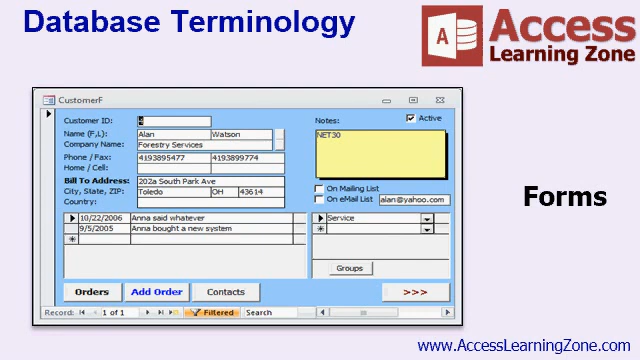 Database Terminology
Access
Learning Zone
A
CustomerF
Customer ID:
Name (F,L): Alan Watson
Company Name: Forestry Services
Phone / Fax: 4193895477 4193899774
Home / Cell:
Bill To Address: 202a South Park Ave
City, State, ZIP: Toledo OH 43614
Country:
Notes: Active
NET30
On Mailing List
On eMail List alan@yahoo.com
10/22/2006 Anna said whatever
9/5/2005 Anna bought a new system
Service
Groups
Orders Add Order Contacts >>>
Record: 1 of 1 Filtered Search
Forms
www.AccessLearningZone.com